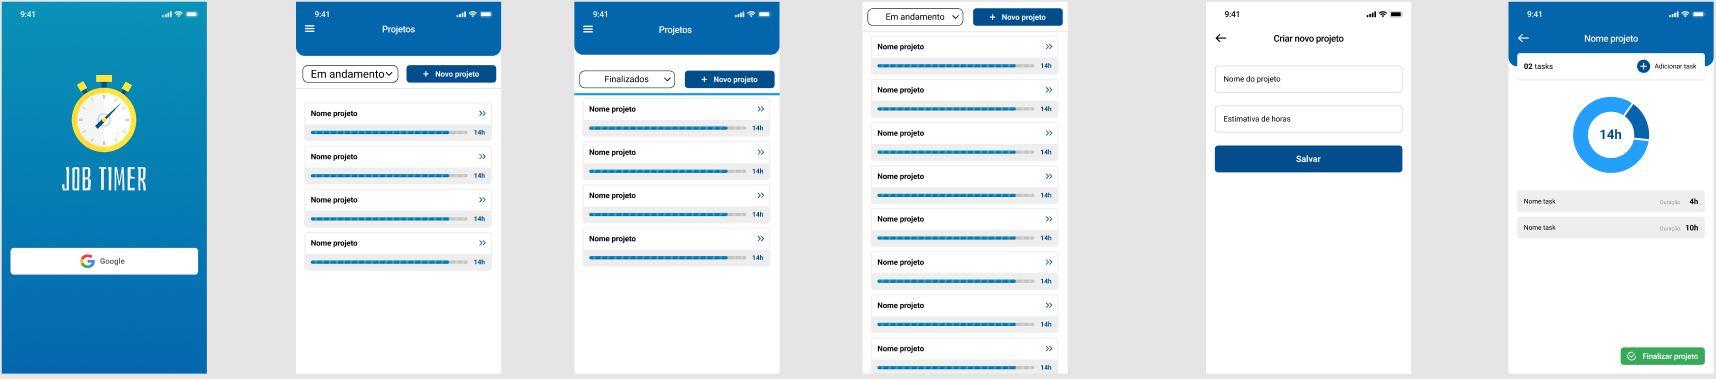 9:41
JOB TIMER
Google
9:41
Projetos
Em andamento
+ Novo projeto
Nome projeto
14h
Nome projeto
14h
Nome projeto
14h
Nome projeto
14h
9:41
Projetos
Finalizados
+ Novo projeto
Nome projeto
14h
Nome projeto
14h
Nome projeto
14h
Nome projeto
14h
Em andamento
+ Novo projeto
Nome projeto
14h
Nome projeto
14h
Nome projeto
14h
Nome projeto
14h
Nome projeto
14h
Nome projeto
14h
Nome projeto
14h
Nome projeto
14h
9:41
Criar novo projeto
Nome do projeto
Estimativa de horas
Salvar
9:41
Nome projeto
02 tasks
Adicionar task
14h
Nome task Duração 4h
Nome task Duração 10h
Finalizar projeto